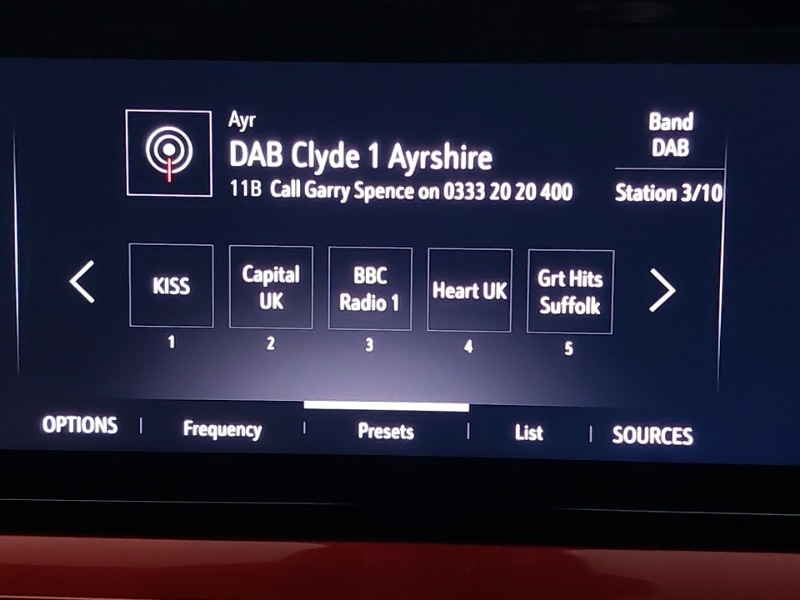 Ayr
DAB Clyde 1 Ayrshire
11B Call Garry Spence on 0333 20 20 400
Band
DAB
Station 3/10
KISS
Capital
UK
BBC
Radio 1
Heart UK
Grt Hits
Suffolk
1
2
3
4
5
OPTIONS
Frequency
Presets
List
SOURCES